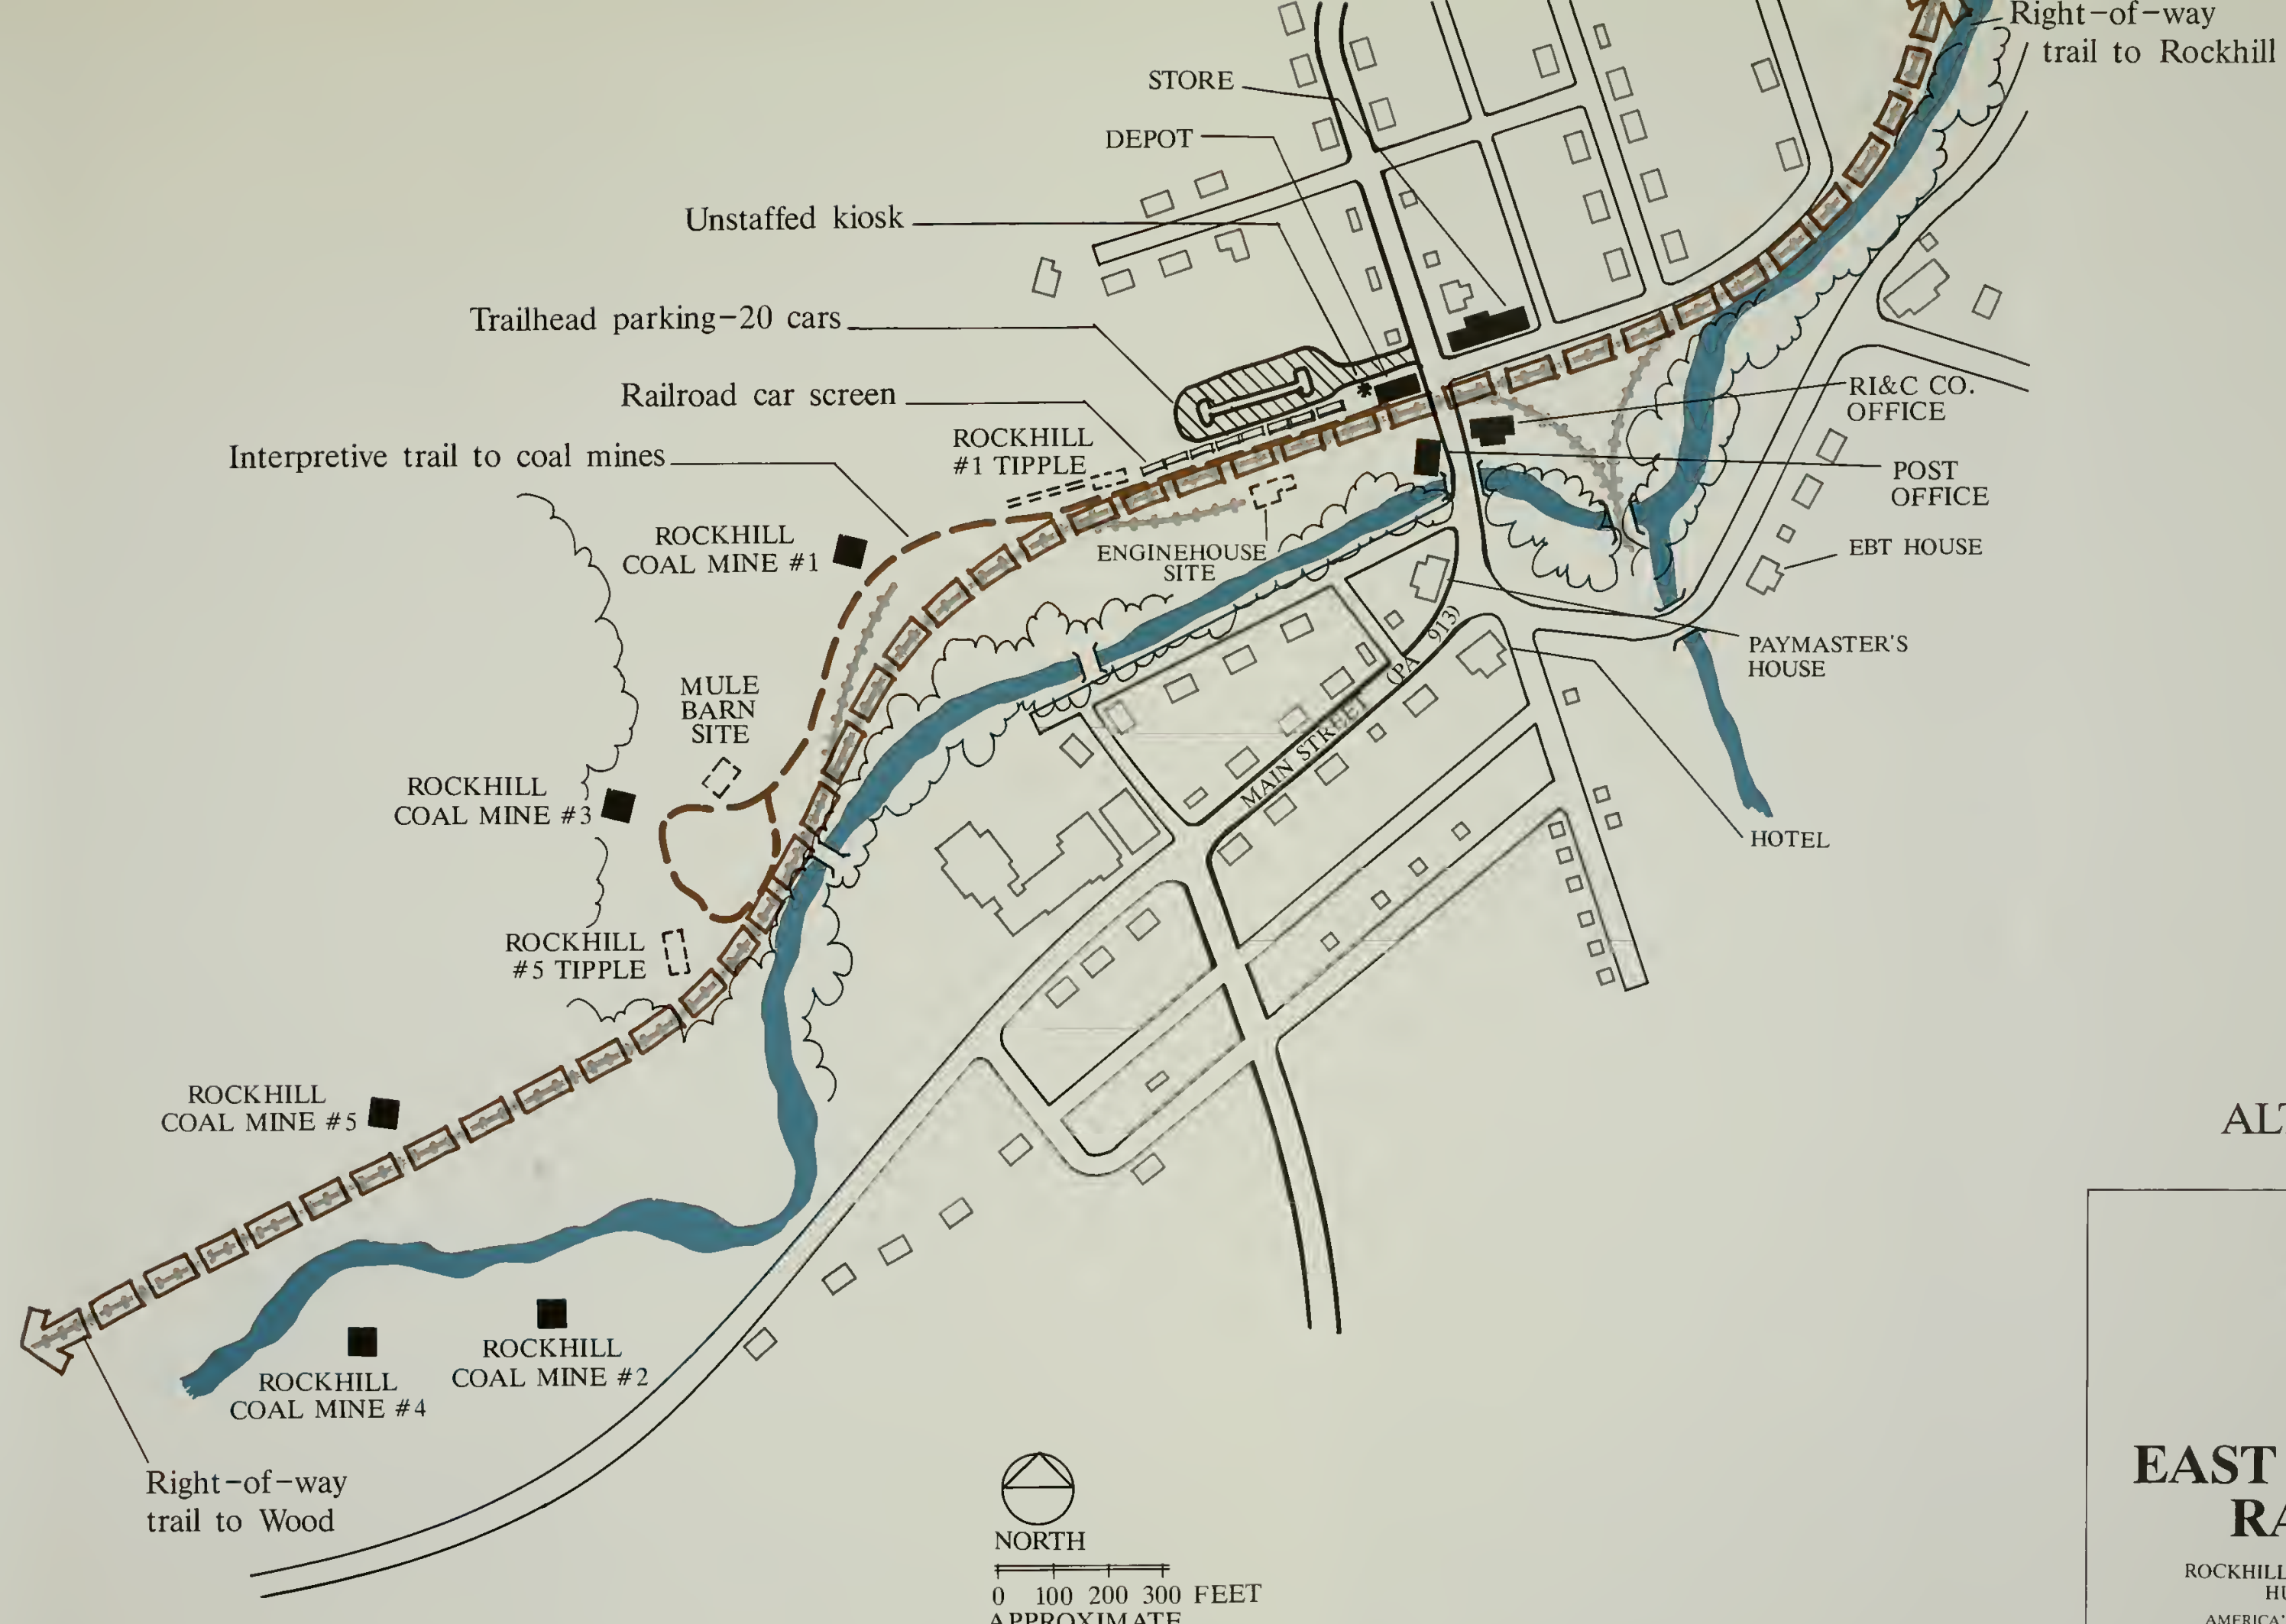 Right-of-way
trail to Rockhill
STORE
DEPOT
Unstaffed kiosk
Trailhead parking-20 cars
Railroad car screen
RI&C CO.
OFFICE
ROCKHILL
#1 TIPPLE
Interpretive trail to coal mines
POST
OFFICE
ROCKHILL
COAL MINE #1
ENGINEHOUSE
SITE
EBT HOUSE
PAYMASTER'S
HOUSE
MAIN STREET (PA 913)
MULE
BARN
SITE
ROCKHILL
COAL MINE #3
HOTEL
ROCKHILL
#5 TIPPLE
ROCKHILL
COAL MINE #5
ROCKHILL
COAL MINE #2
ROCKHILL
COAL MINE #4
Right-of-way
trail to Wood
NORTH
0 100 200 300 FEET
APPROXIMATE
EAST
ROCKHILL